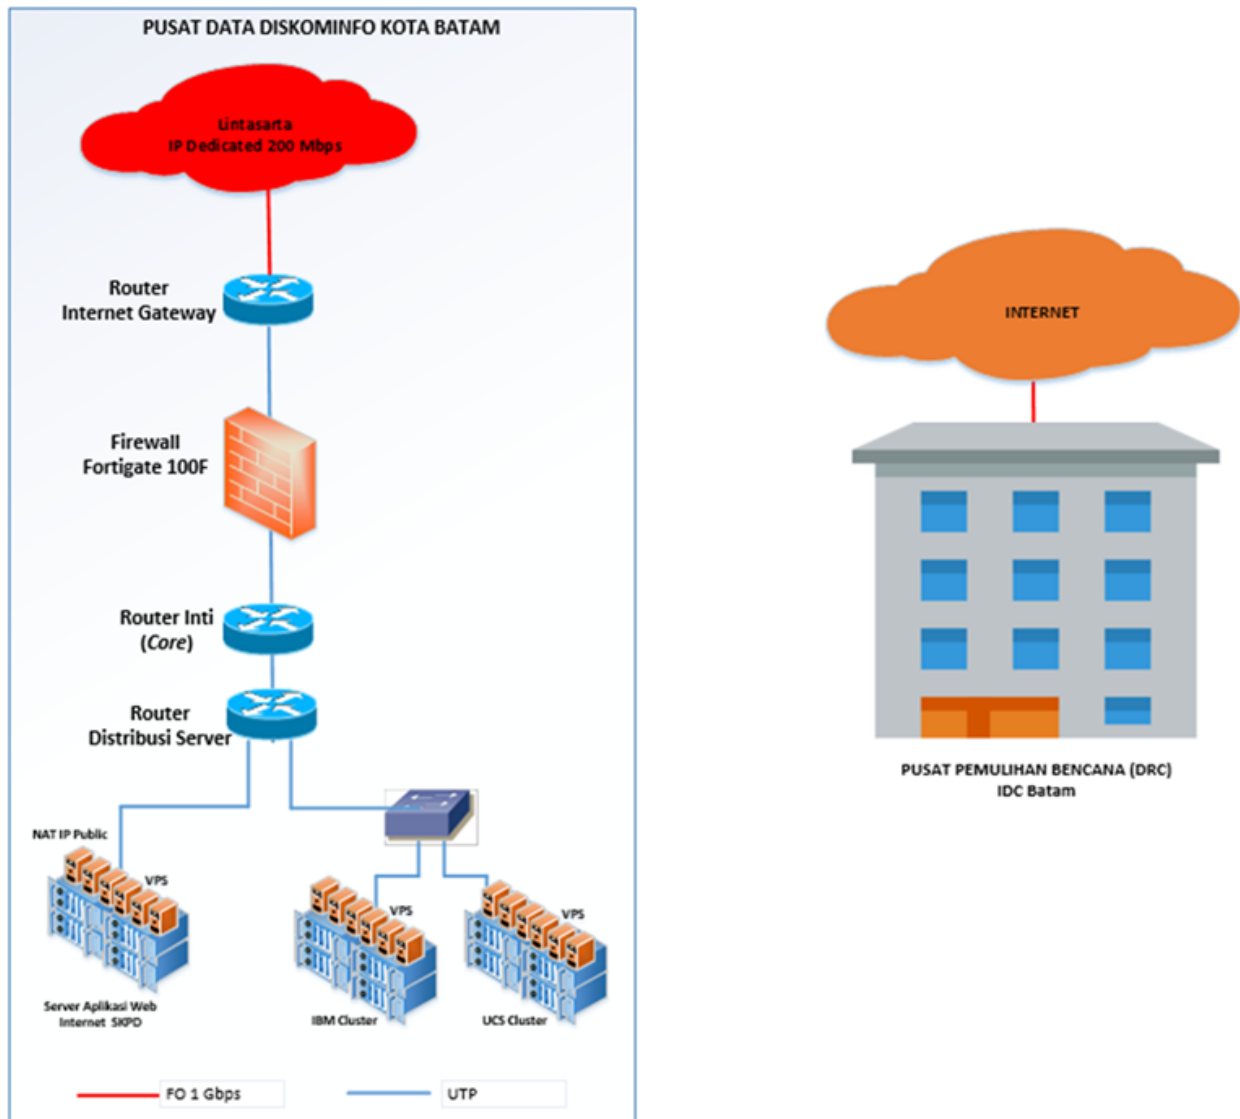 PUSAT DATA DISKOMINFO KOTA BATAM
Lintasarta
IP Dedicated 200 Mbps
Router
Internet Gateway
Firewall
Fortigate 100F
Router Inti
(Core)
Router
Distribusi Server
NAT IP Public
VPS
Server Aplikasi Web
Internet SKPD
VPS
IBM Cluster
VPS
UCS Cluster
FO 1 Gbps
UTP
INTERNET
PUSAT PEMULIHAN BENCANA (DRC)
IDC Batam